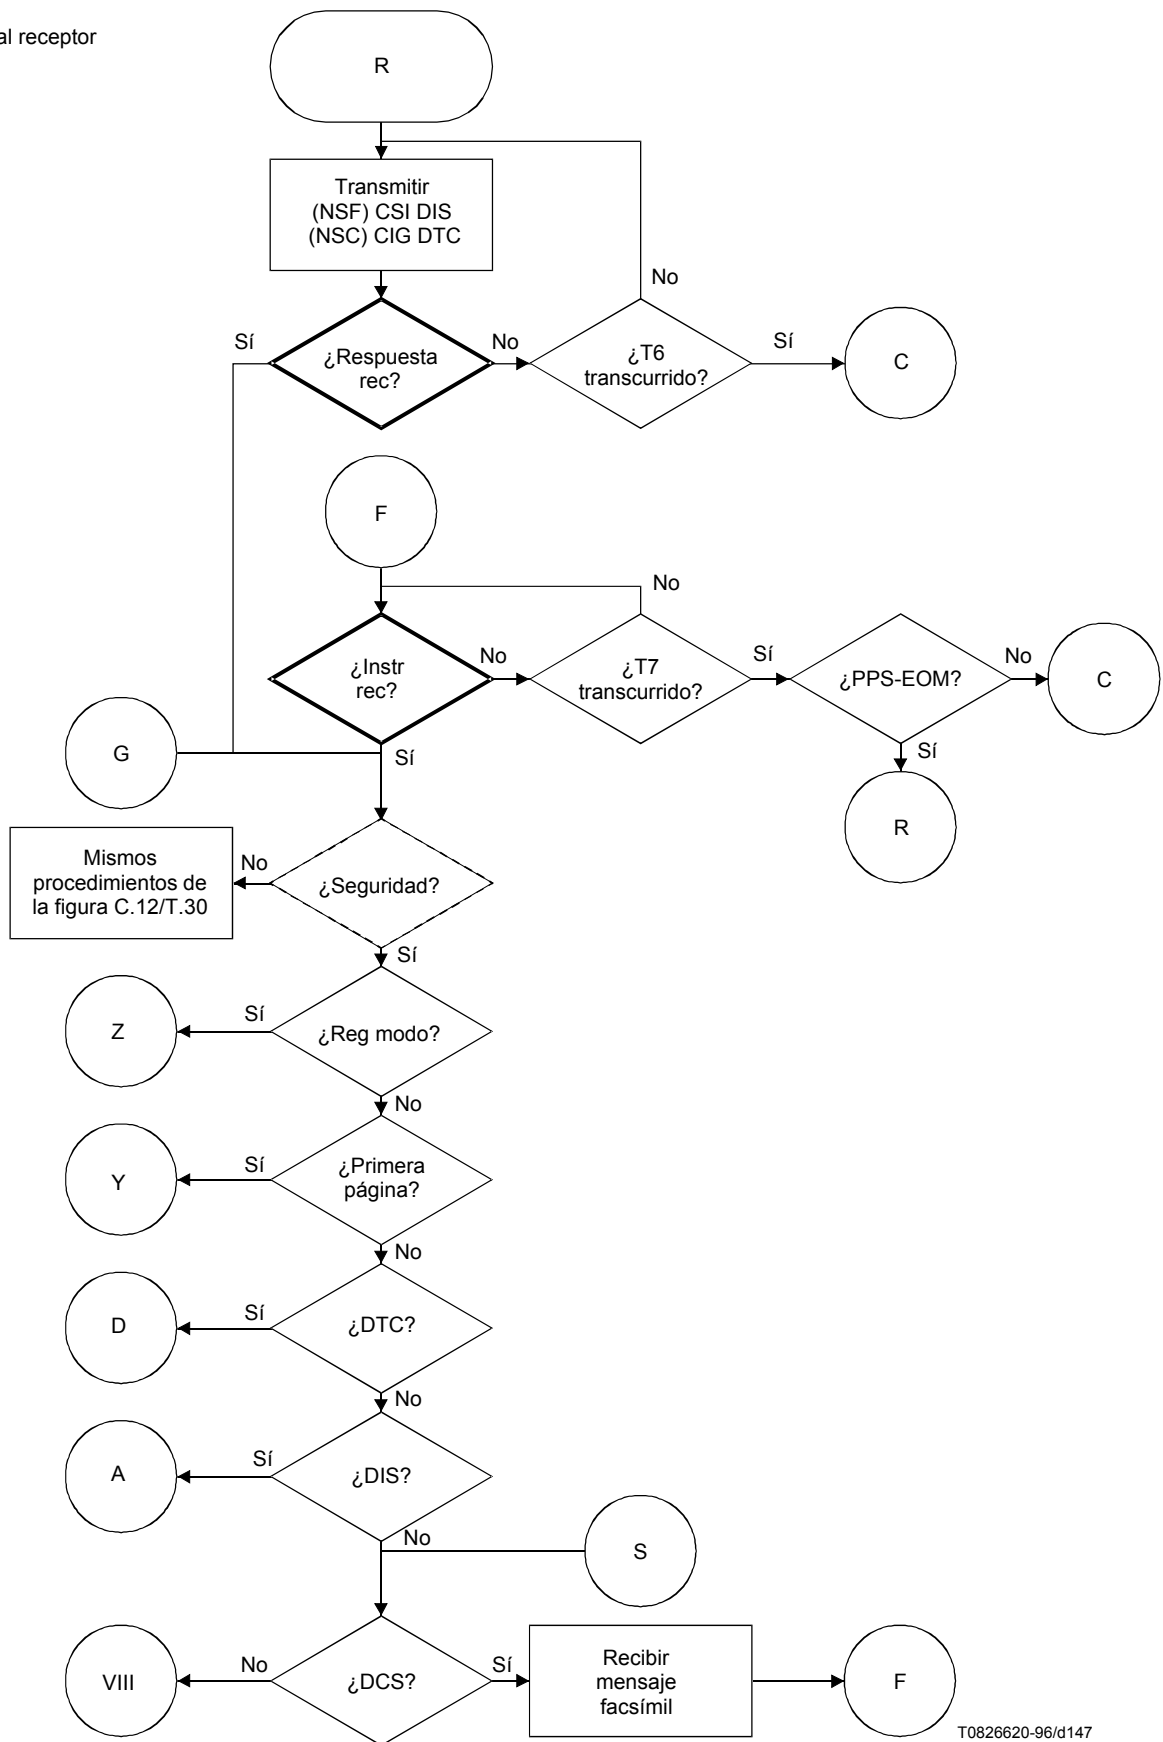 al receptor
R
Transmitir
(NSF) CSI DIS
(NSC) CIG DTC
No
Sí
¿Respuesta
rec?
No
¿T6
transcurrido?
Sí
C
F
No
¿Instr
rec?
No
¿T7
transcurrido?
Sí
¿PPS-EOM?
No
C
G
Sí
Sí
R
Mismos
procedimientos de
la figura C.12/T.30
No
¿Seguridad?
Sí
Z
Sí
¿Reg modo?
No
Y
Sí
¿Primera
página?
No
D
Sí
¿DTC?
No
A
Sí
¿DIS?
No
S
VIII
No
¿DCS?
Sí
Recibir
mensaje
facsímil
F
T0826620-96/d147